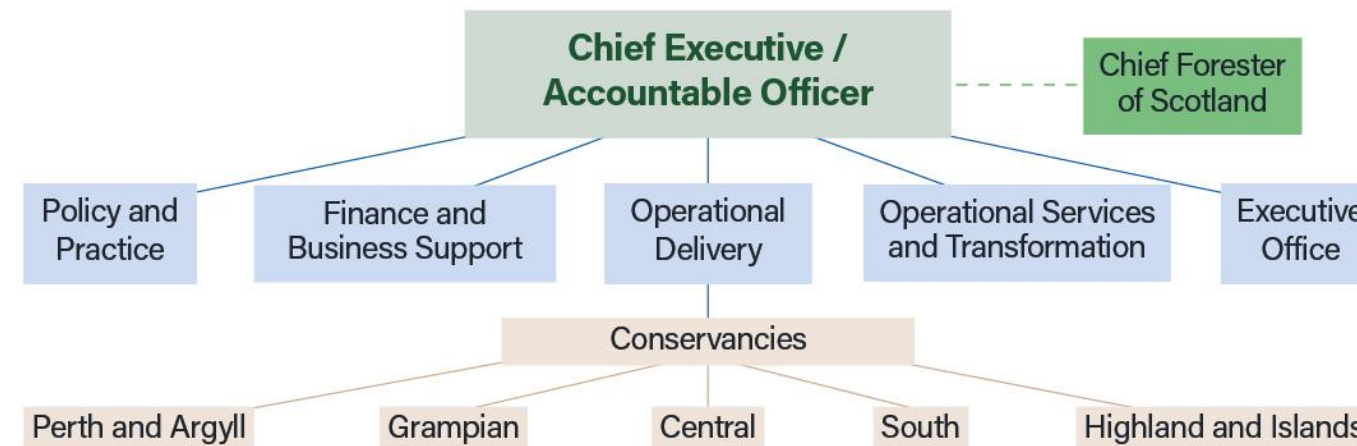 Chief Executive /
Accountable Officer
Chief Forester
of Scotland
Policy and
Practice
Finance and
Business Support
Operational
Delivery
Operational Services
and Transformation
Executive
Office
Conservancies
Perth and Argyll
Grampian
Central
South
Highland and Islands